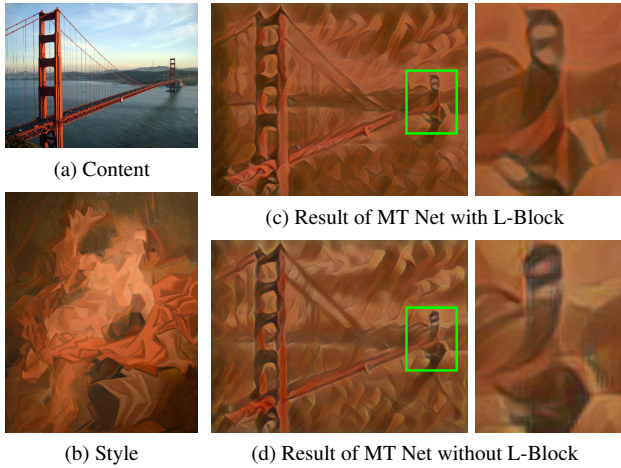 (a) Content
(c) Result of MT Net with L-Block
(b) Style
(d) Result of MT Net without L-Block